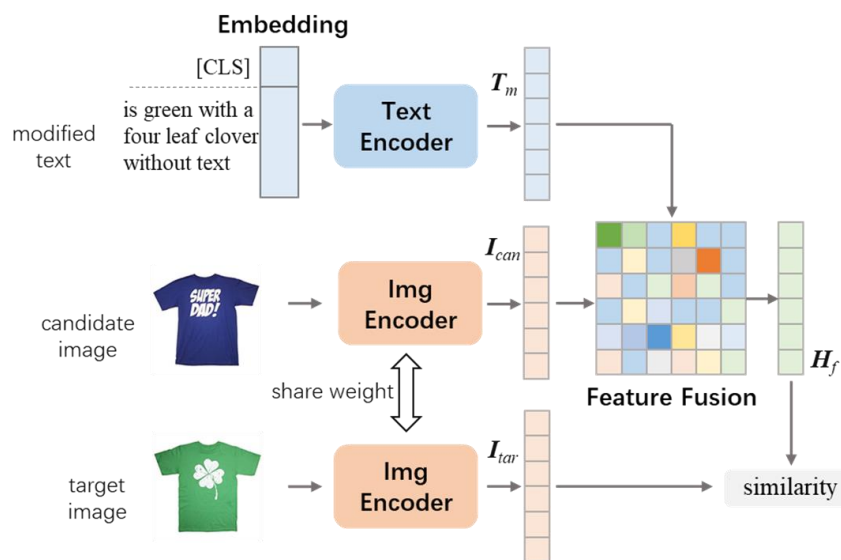 Embedding
[CLS]
is green with a
four leaf clover
without text
modified
text
Text
Encoder
T_m
candidate
image
SUPER
DAD!
Img
Encoder
I_can
Feature Fusion
H_f
share weight
target
image
Img
Encoder
I_tar
similarity